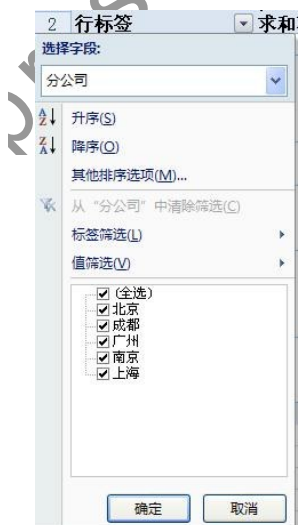 2 行标签 求和
选择字段:
分公司
升序(S)
降序(O)
其他排序选项(M)...
从“分公司”中清除筛选(C)
标签筛选(L)
值筛选(V)
(全选)
北京
成都
广州
南京
上海
确定 取消